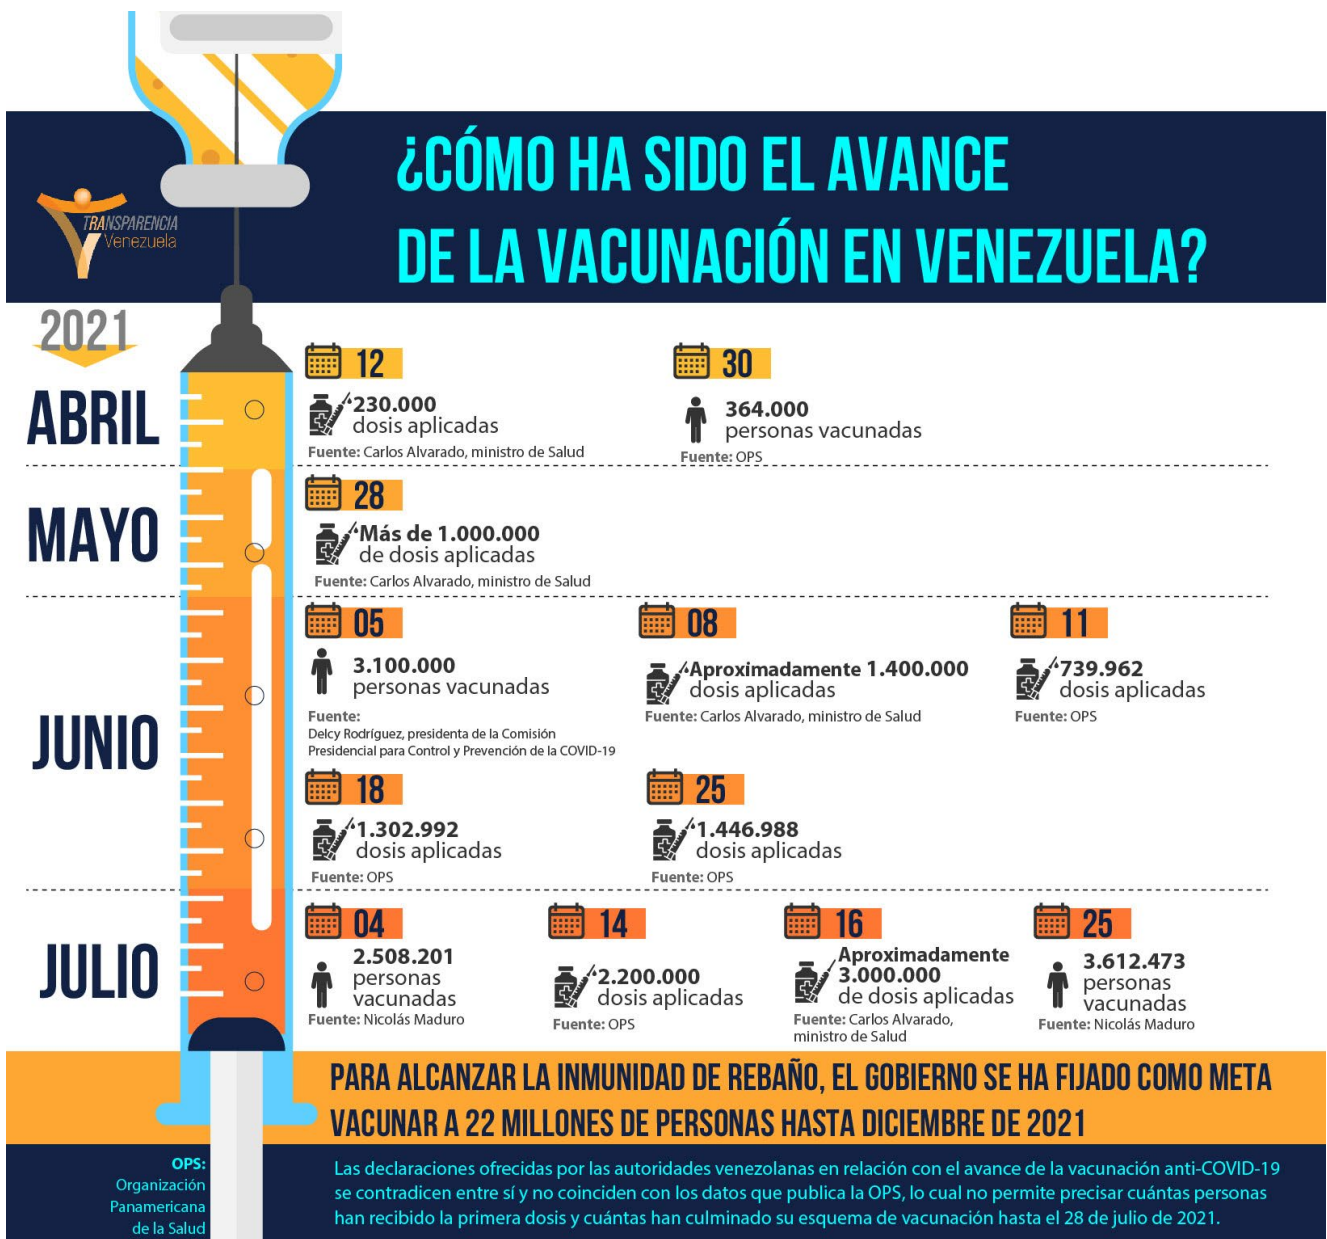 ¿CÓMO HA SIDO EL AVANCE
DE LA VACUNACIÓN EN VENEZUELA?
TRANSPARENCIA
Venezuela
2021
ABRIL
12
230.000
dosis aplicadas
Fuente: Carlos Alvarado, ministro de Salud
30
364.000
personas vacunadas
Fuente: OPS
MAYO
28
Más de 1.000.000
de dosis aplicadas
Fuente: Carlos Alvarado, ministro de Salud
JUNIO
05
3.100.000
personas vacunadas
Fuente:
Delcy Rodríguez, presidenta de la Comisión
Presidencial para Control y Prevención de la COVID-19
08
Aproximadamente 1.400.000
dosis aplicadas
Fuente: Carlos Alvarado, ministro de Salud
11
739.962
dosis aplicadas
Fuente: OPS
18
1.302.992
dosis aplicadas
Fuente: OPS
25
1.446.988
dosis aplicadas
Fuente: OPS
JULIO
04
2.508.201
personas
vacunadas
Fuente: Nicolás Maduro
14
2.200.000
dosis aplicadas
Fuente: OPS
16
Aproximadamente
3.000.000
de dosis aplicadas
Fuente: Carlos Alvarado,
ministro de Salud
25
3.612.473
personas
vacunadas
Fuente: Nicolás Maduro
PARA ALCANZAR LA INMUNIDAD DE REBAÑO, EL GOBIERNO SE HA FIJADO COMO META
VACUNAR A 22 MILLONES DE PERSONAS HASTA DICIEMBRE DE 2021
OPS:
Organización
Panamericana
de la Salud
Las declaraciones ofrecidas por las autoridades venezolanas en relación con el avance de la vacunación anti-COVID-19
se contradicen entre sí y no coinciden con los datos que publica la OPS, lo cual no permite precisar cuántas personas
han recibido la primera dosis y cuántas han culminado su esquema de vacunación hasta el 28 de julio de 2021.